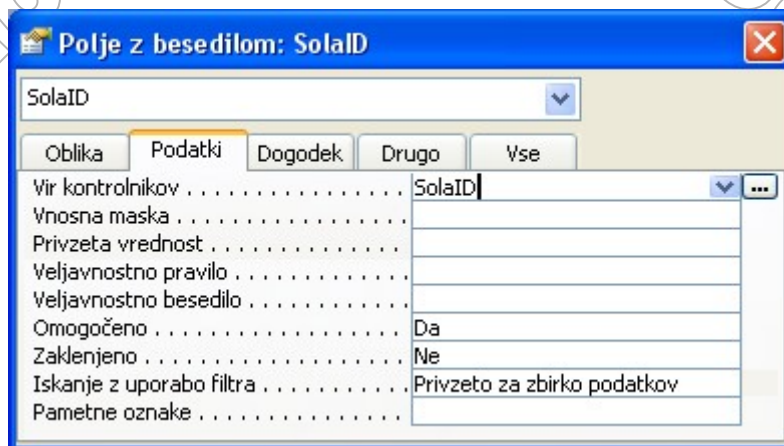 Polje z besedilom: SolaID
SolaID
Oblika Podatki Dogodek Drugo Vse
Vir kontrolnikov . . . . . . . . . . . . . . . . SolaID ...
Vnosna maska . . . . . . . . . . . . . . . . .
Privzeta vrednost . . . . . . . . . . . . . . .
Veljavnostno pravilo . . . . . . . . . . . . .
Veljavnostno besedilo . . . . . . . . . . . .
Omogočeno . . . . . . . . . . . . . . . . . . . Da
Zaklenjeno . . . . . . . . . . . . . . . . . . . . Ne
Iskanje z uporabo filtra . . . . . . . . . . . Privzeto za zbirko podatkov
Pametne oznake . . . . . . . . . . . . . . .